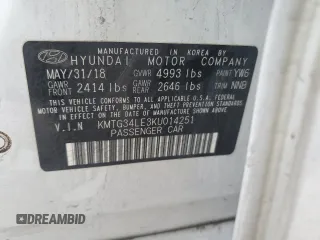 MANUFACTURED IN KOREA BY
HYUNDAI MOTOR COMPANY
MAY/31/18 GVWR 4993 lbs PAINT YW6
GAWR FRONT 2414 lbs GAWR REAR 2646 lbs TRIM NNB
THIS VEHICLE CONFORMS TO ALL APPLICABLE
U.S.A. FEDERAL MOTOR VEHICLE SAFETY, BUMPER,
AND THEFT PREVENTION STANDARDS IN EFFECT ON
THE DATE OF MANUFACTURE SHOWN ABOVE.
V.I.N KMTG34LE3KU014251
PASSENGER CAR